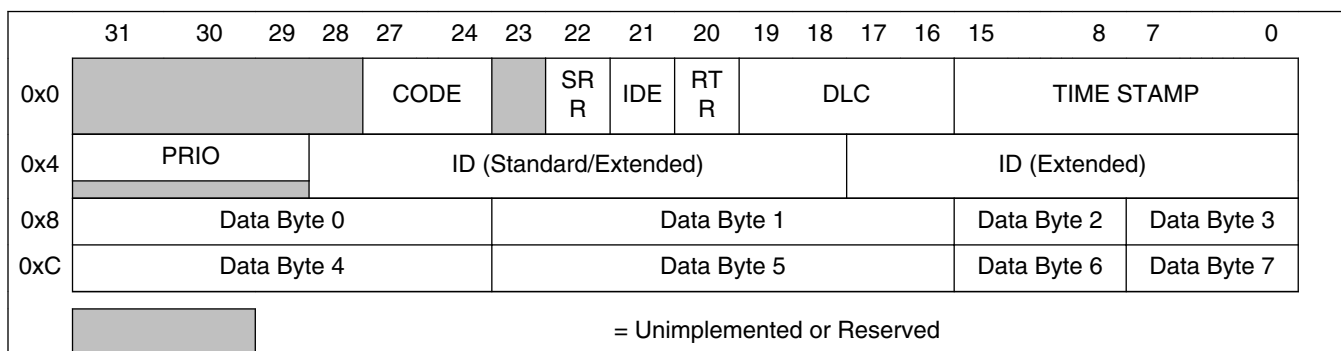 31 30 29 28 27 24 23 22 21 20 19 18 17 16 15 8 7 0
0x0 CODE SRR IDE RTR DLC TIME STAMP
0x4 PRIO ID (Standard/Extended) ID (Extended)
0x8 Data Byte 0 Data Byte 1 Data Byte 2 Data Byte 3
0xC Data Byte 4 Data Byte 5 Data Byte 6 Data Byte 7
= Unimplemented or Reserved